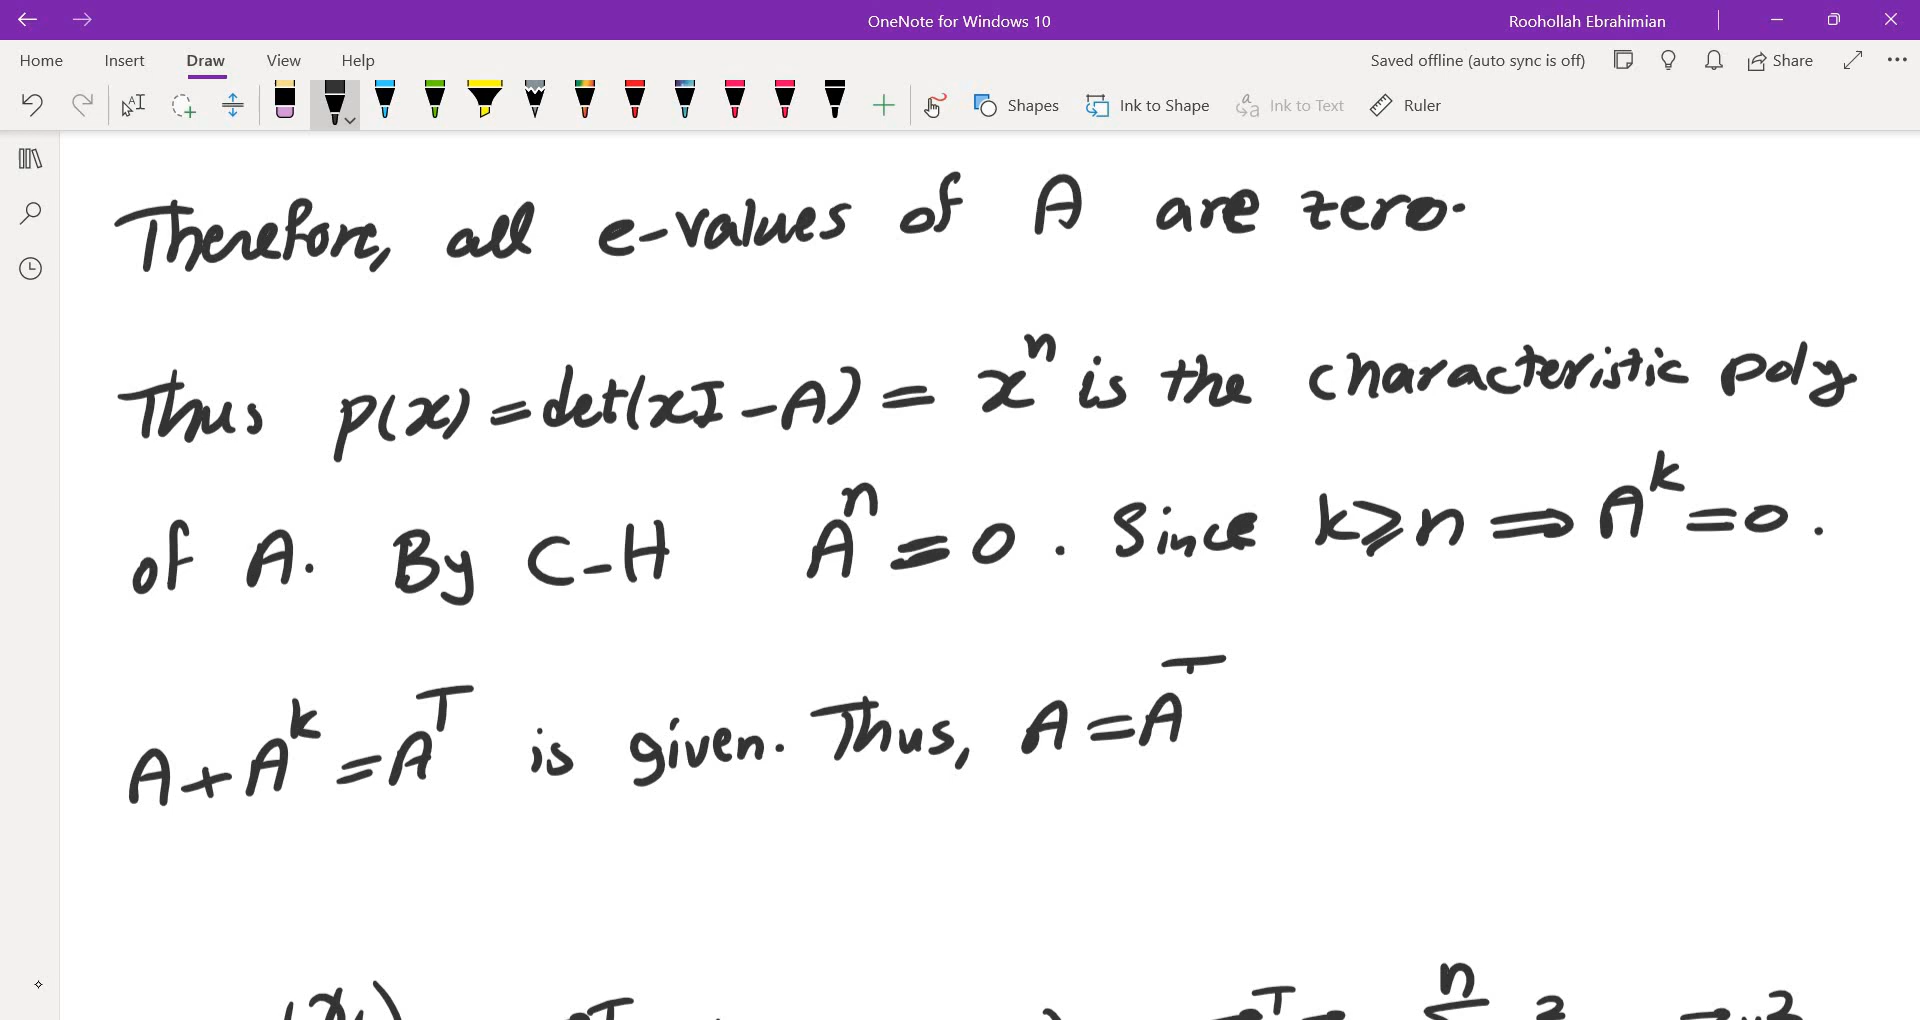 OneNote for Windows 10
Roohollah Ebrahimian
Home Insert Draw View Help
Saved offline (auto sync is off) Share
Shapes Ink to Shape Ink to Text Ruler
Therefore, all e-values of A are zero.
Thus p(x) = det(xI - A) = x^n is the characteristic poly
of A. By C-H A^n = 0. Since k ⩾ n ⟹ A^k = 0.
A + A^k = A^T is given. Thus, A = A^T